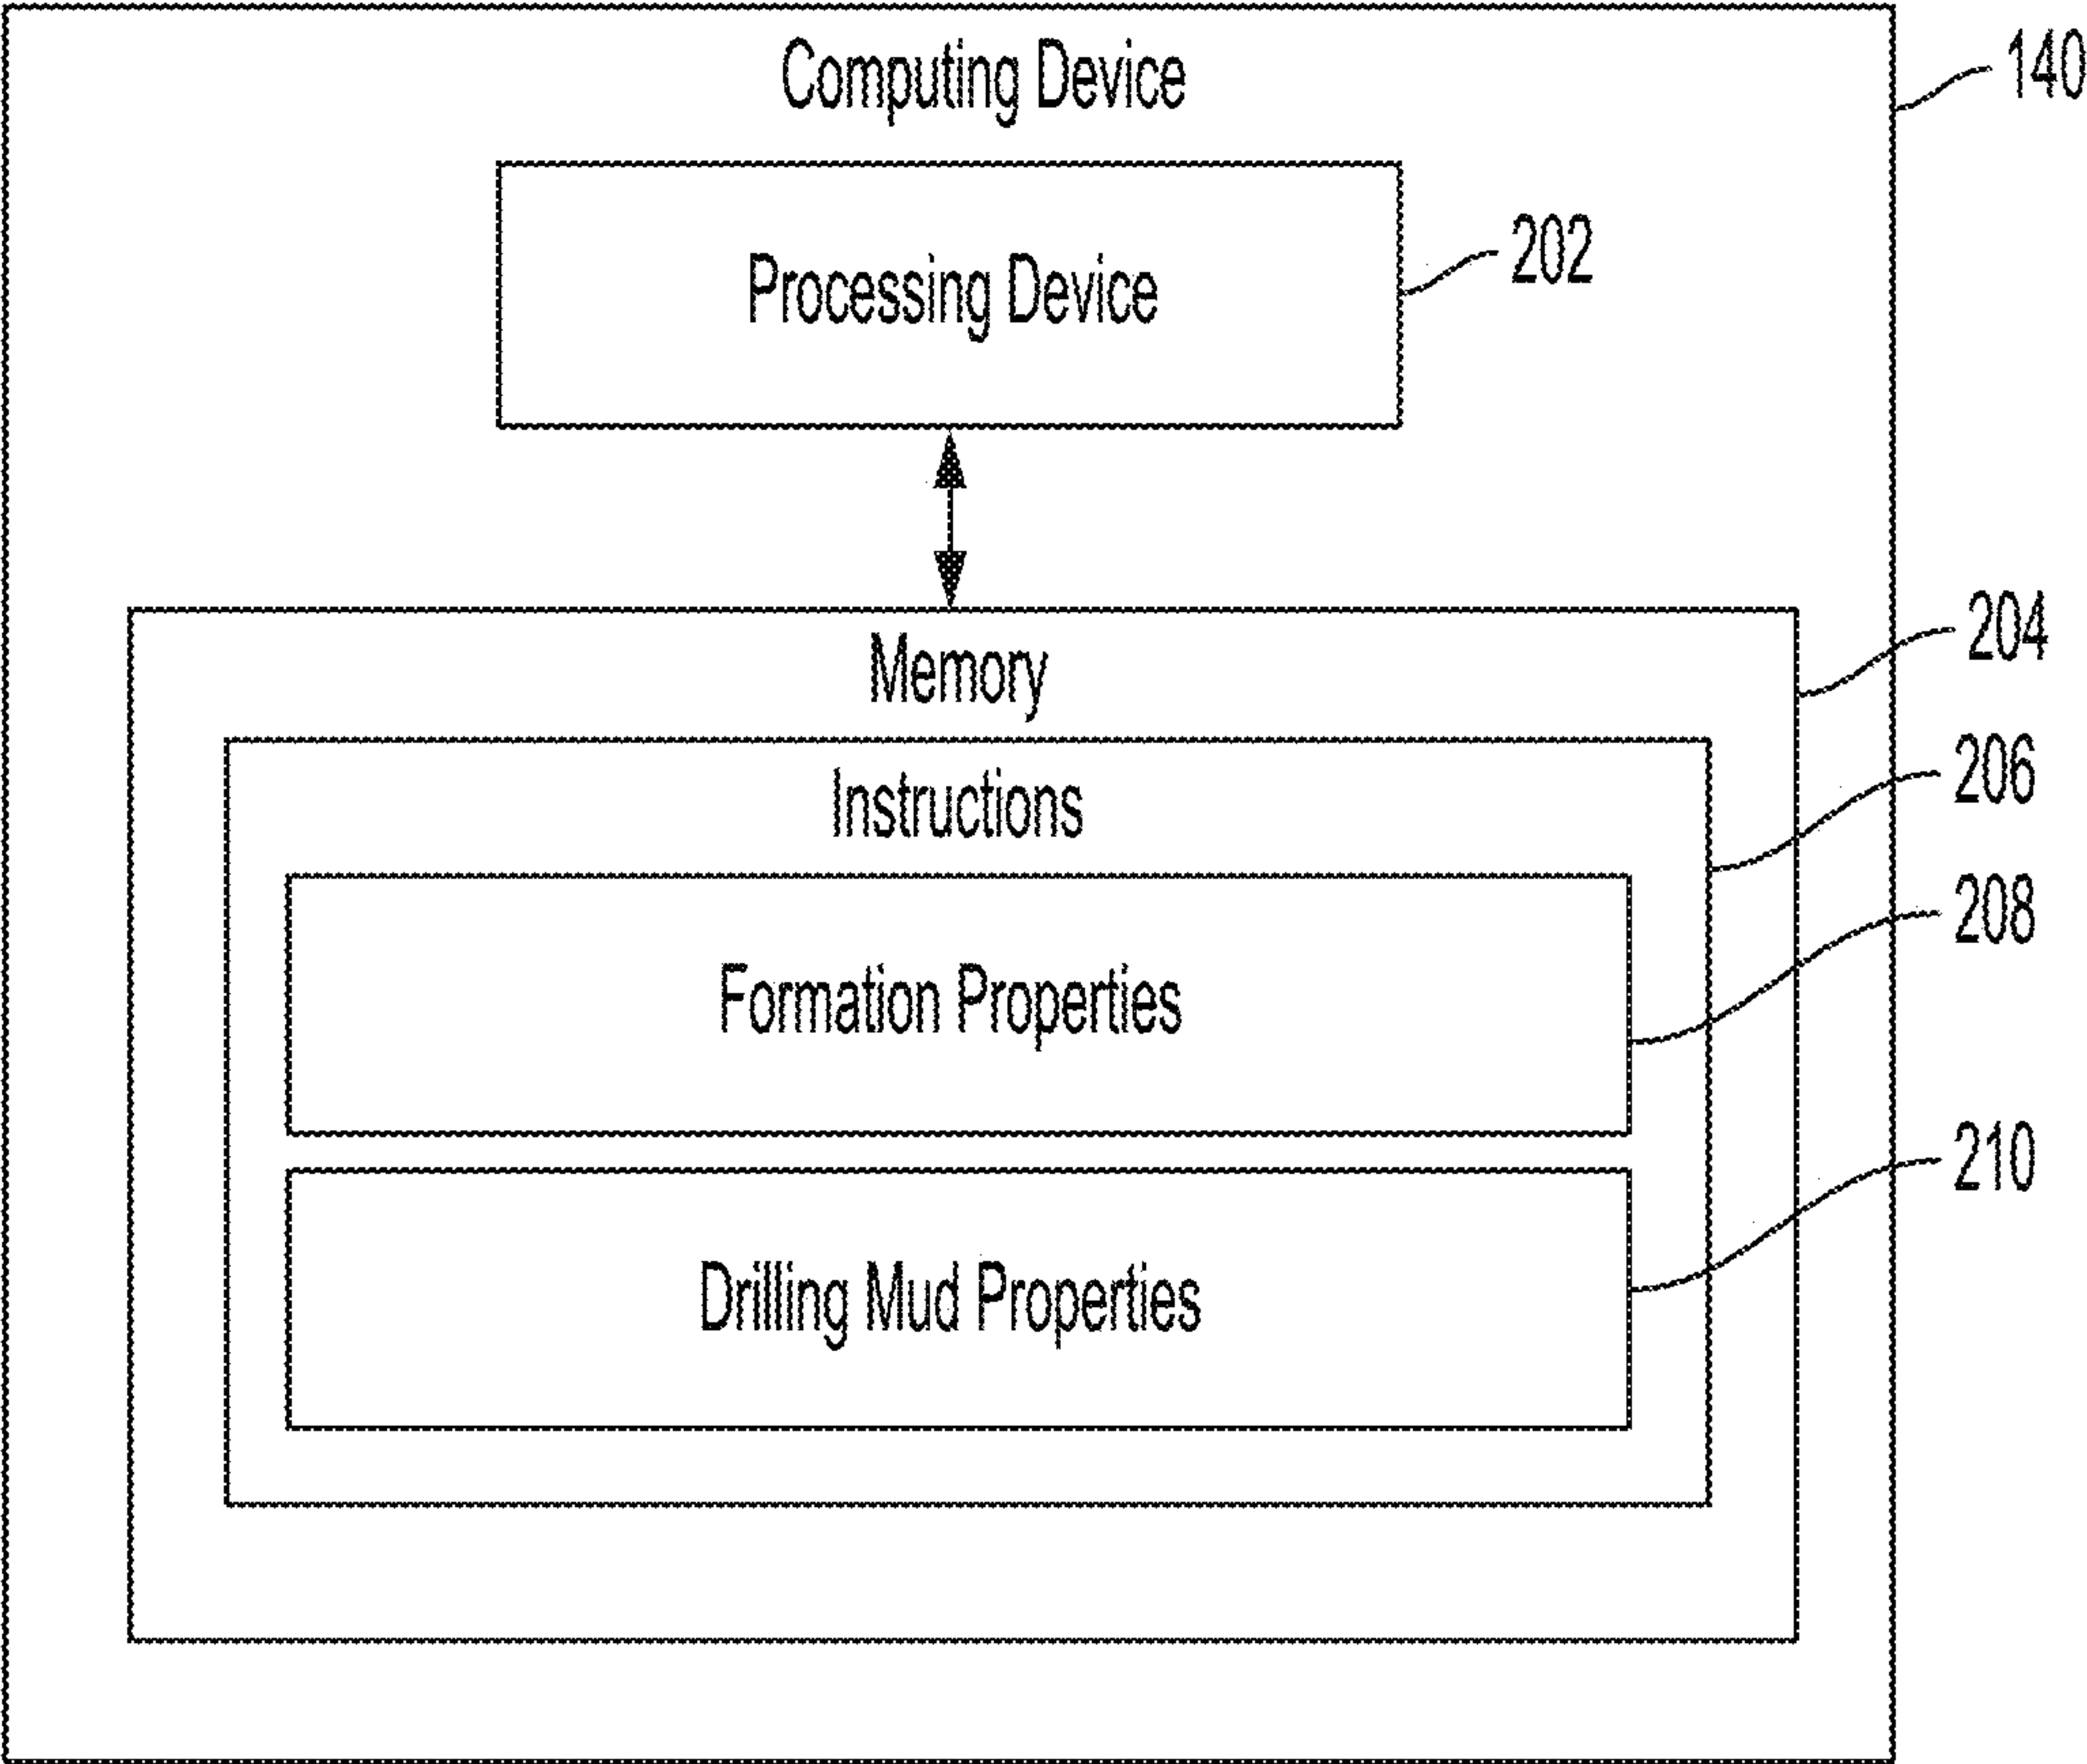 Computing Device
140
Processing Device
202
Memory
204
Instructions
206
Formation Properties
208
Drilling Mud Properties
210